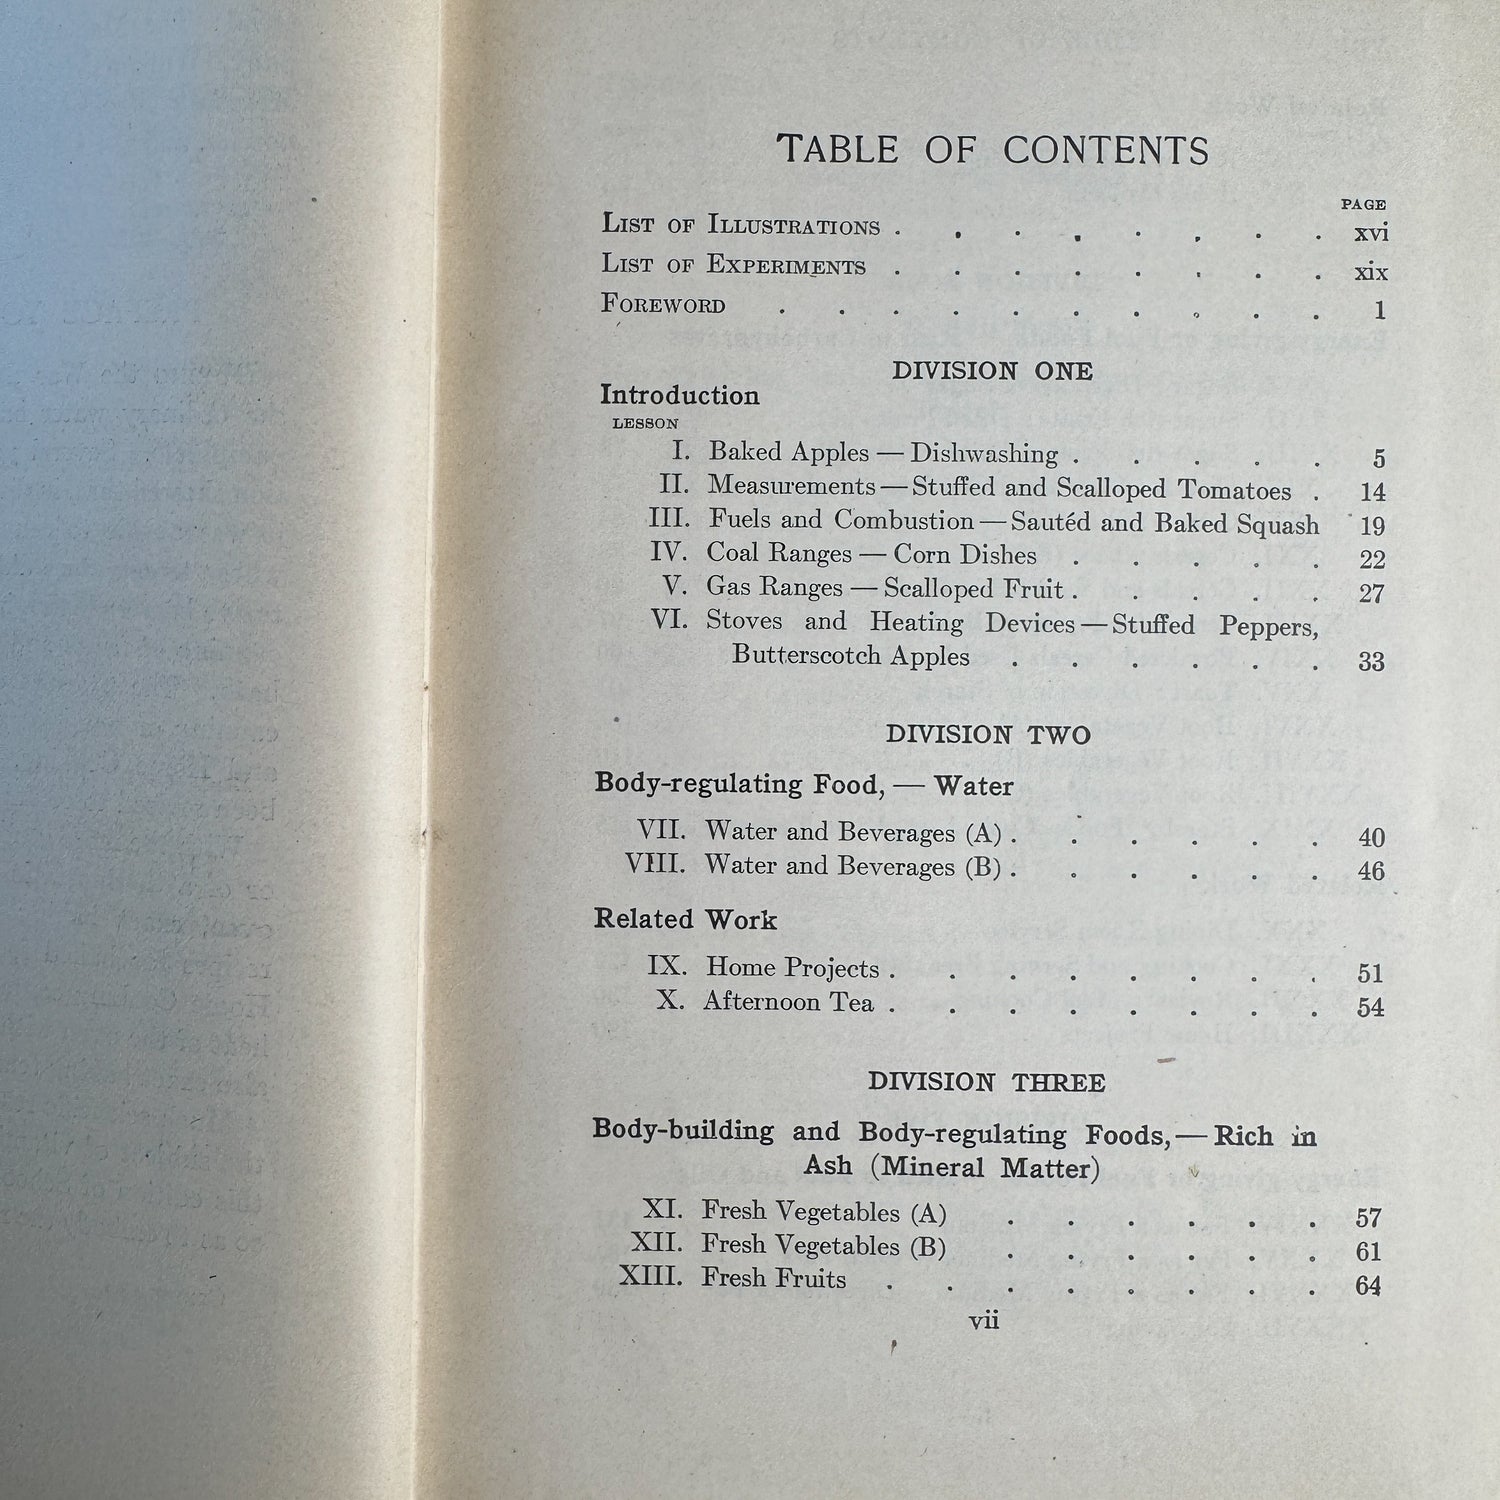 TABLE OF CONTENTS
PAGE
LIST OF ILLUSTRATIONS . . . . . . . . xvi
LIST OF EXPERIMENTS . . . . . . . . xix
FOREWORD . . . . . . . . . . 1
DIVISION ONE
Introduction
LESSON
I. Baked Apples — Dishwashing . . . . . 5
II. Measurements — Stuffed and Scalloped Tomatoes . 14
III. Fuels and Combustion — Sautéd and Baked Squash 19
IV. Coal Ranges — Corn Dishes . . . . . 22
V. Gas Ranges — Scalloped Fruit . . . . . 27
VI. Stoves and Heating Devices — Stuffed Peppers,
Butterscotch Apples . . . . . . 33
DIVISION TWO
Body-regulating Food, — Water
VII. Water and Beverages (A) . . . . . . 40
VIII. Water and Beverages (B) . . . . . . 46
Related Work
IX. Home Projects . . . . . . . . 51
X. Afternoon Tea . . . . . . . . 54
DIVISION THREE
Body-building and Body-regulating Foods, — Rich in
Ash (Mineral Matter)
XI. Fresh Vegetables (A) . . . . . . 57
XII. Fresh Vegetables (B) . . . . . . 61
XIII. Fresh Fruits . . . . . . . . 64
vii